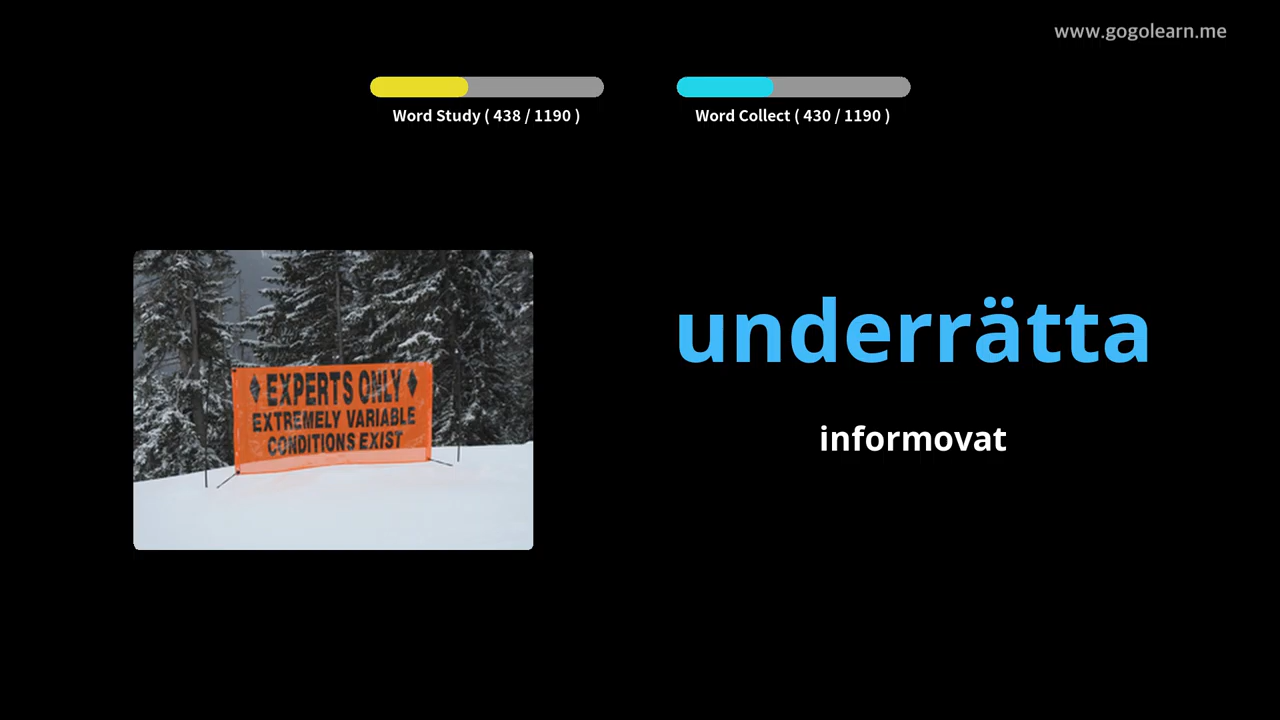 www.gogolearn.me
Word Study ( 438 / 1190 )
Word Collect ( 430 / 1190 )
EXPERTS ONLY
EXTREMELY VARIABLE
CONDITIONS EXIST
underrätta
informovat